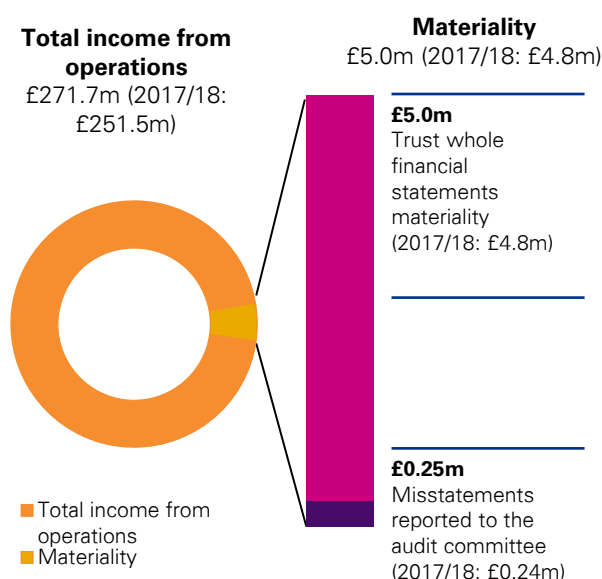 Total income from
operations
£271.7m (2017/18:
£251.5m)
Materiality
£5.0m (2017/18: £4.8m)
£5.0m
Trust whole
financial
statements
materiality
(2017/18: £4.8m)
£0.25m
Misstatements
reported to the
audit committee
(2017/18: £0.24m)
Total income from
operations
Materiality